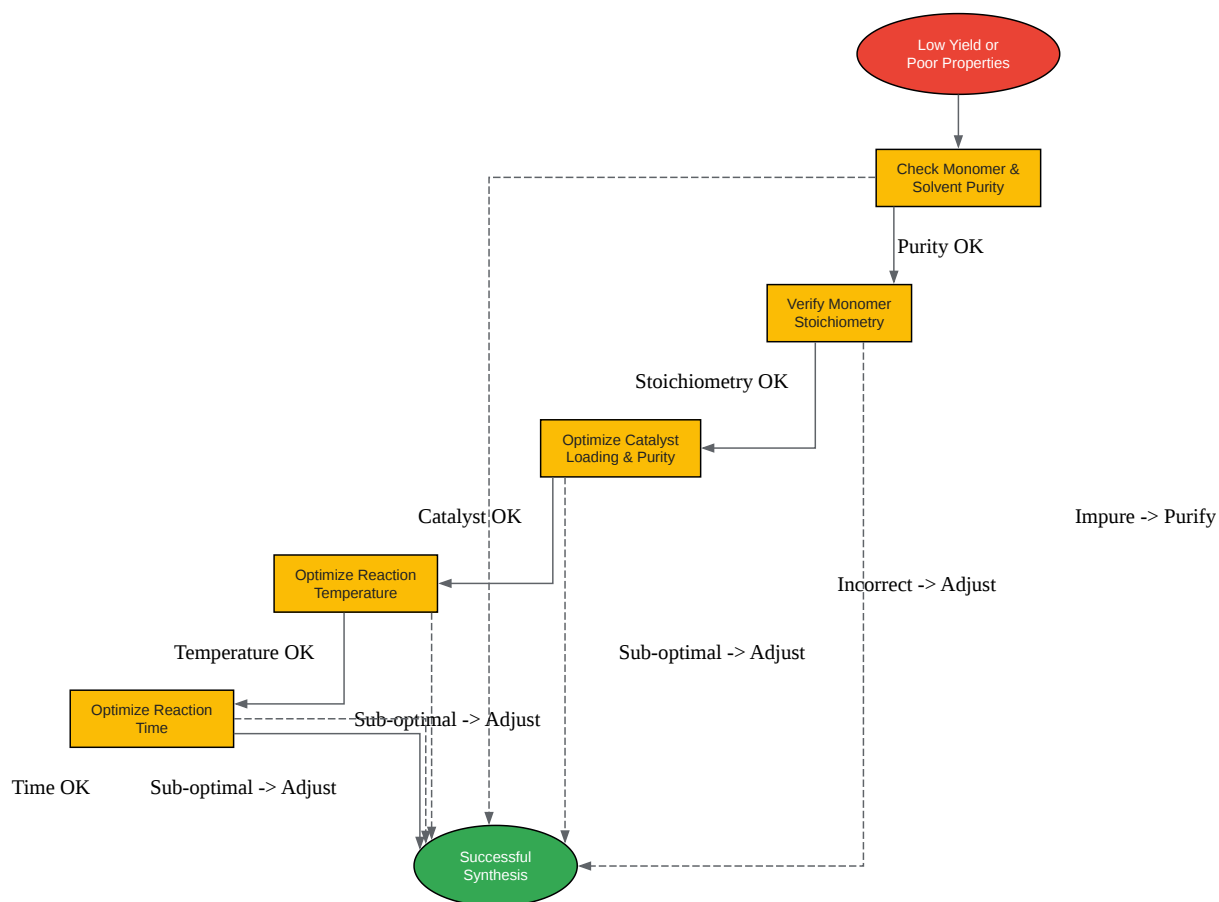 Low Yield or
Poor Properties
Check Monomer &
Solvent Purity
Purity OK
Verify Monomer
Stoichiometry
Stoichiometry OK
Optimize Catalyst
Loading & Purity
Catalyst OK
Impure -> Purify
Optimize Reaction
Temperature
Incorrect -> Adjust
Temperature OK
Sub-optimal -> Adjust
Optimize Reaction
Time
Sub-optimal -> Adjust
Time OK
Sub-optimal -> Adjust
Successful
Synthesis